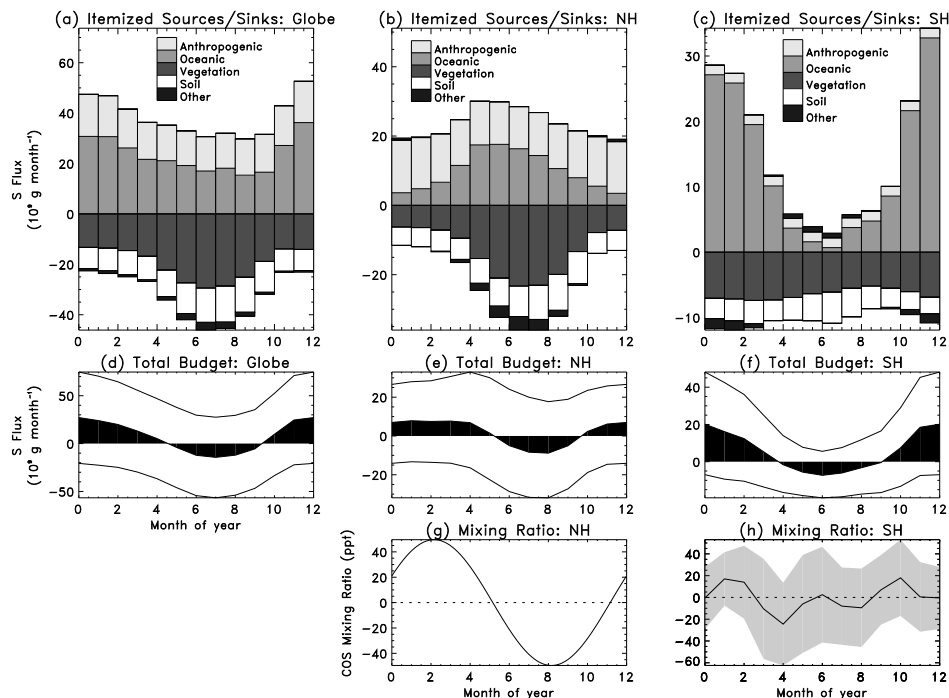 (a) Itemized Sources/Sinks: Globe
Anthropogenic
Oceanic
Vegetation
Soil
Other
S Flux
(10⁹ g month⁻¹)
60
40
20
0
-20
-40
0 2 4 6 8 10 12
(b) Itemized Sources/Sinks: NH
Anthropogenic
Oceanic
Vegetation
Soil
Other
40
20
0
-20
0 2 4 6 8 10 12
(c) Itemized Sources/Sinks: SH
Anthropogenic
Oceanic
Vegetation
Soil
Other
30
20
10
0
-10
0 2 4 6 8 10 12
(d) Total Budget: Globe
S Flux
(10⁹ g month⁻¹)
50
0
-50
0 2 4 6 8 10 12
Month of year
(e) Total Budget: NH
20
0
-20
0 2 4 6 8 10 12
(f) Total Budget: SH
40
20
0
0 2 4 6 8 10 12
(g) Mixing Ratio: NH
COS Mixing Ratio (ppt)
40
20
0
-20
-40
0 2 4 6 8 10 12
Month of year
(h) Mixing Ratio: SH
40
20
0
-20
-40
-60
0 2 4 6 8 10 12
Month of year